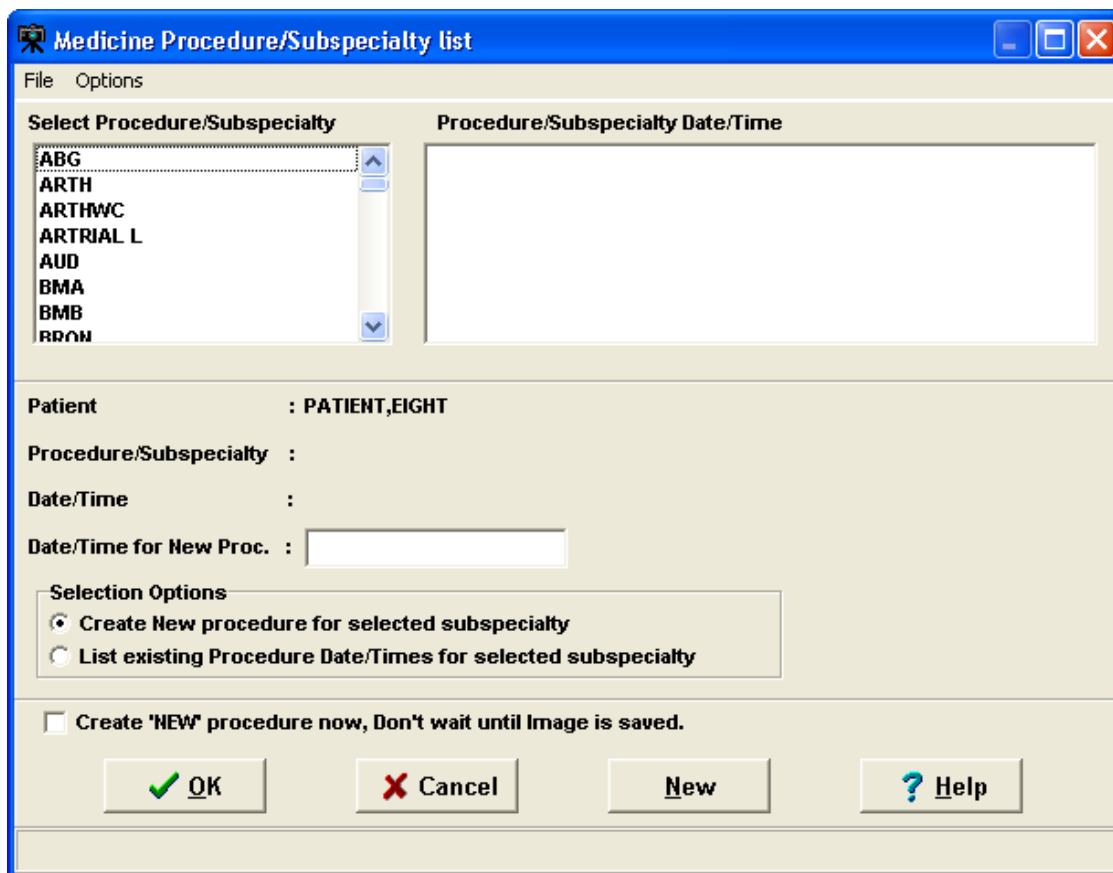 Medicine Procedure/Subspecialty list
File Options
Select Procedure/Subspecialty Procedure/Subspecialty Date/Time
ABG
ARTH
ARTHWC
ARTRIAL L
AUD
BMA
BMB
BRON
Patient : PATIENT,EIGHT
Procedure/Subspecialty :
Date/Time :
Date/Time for New Proc. :
Selection Options
Create New procedure for selected subspecialty
List existing Procedure Date/Times for selected subspecialty
Create 'NEW' procedure now, Don't wait until Image is saved.
OK Cancel New Help